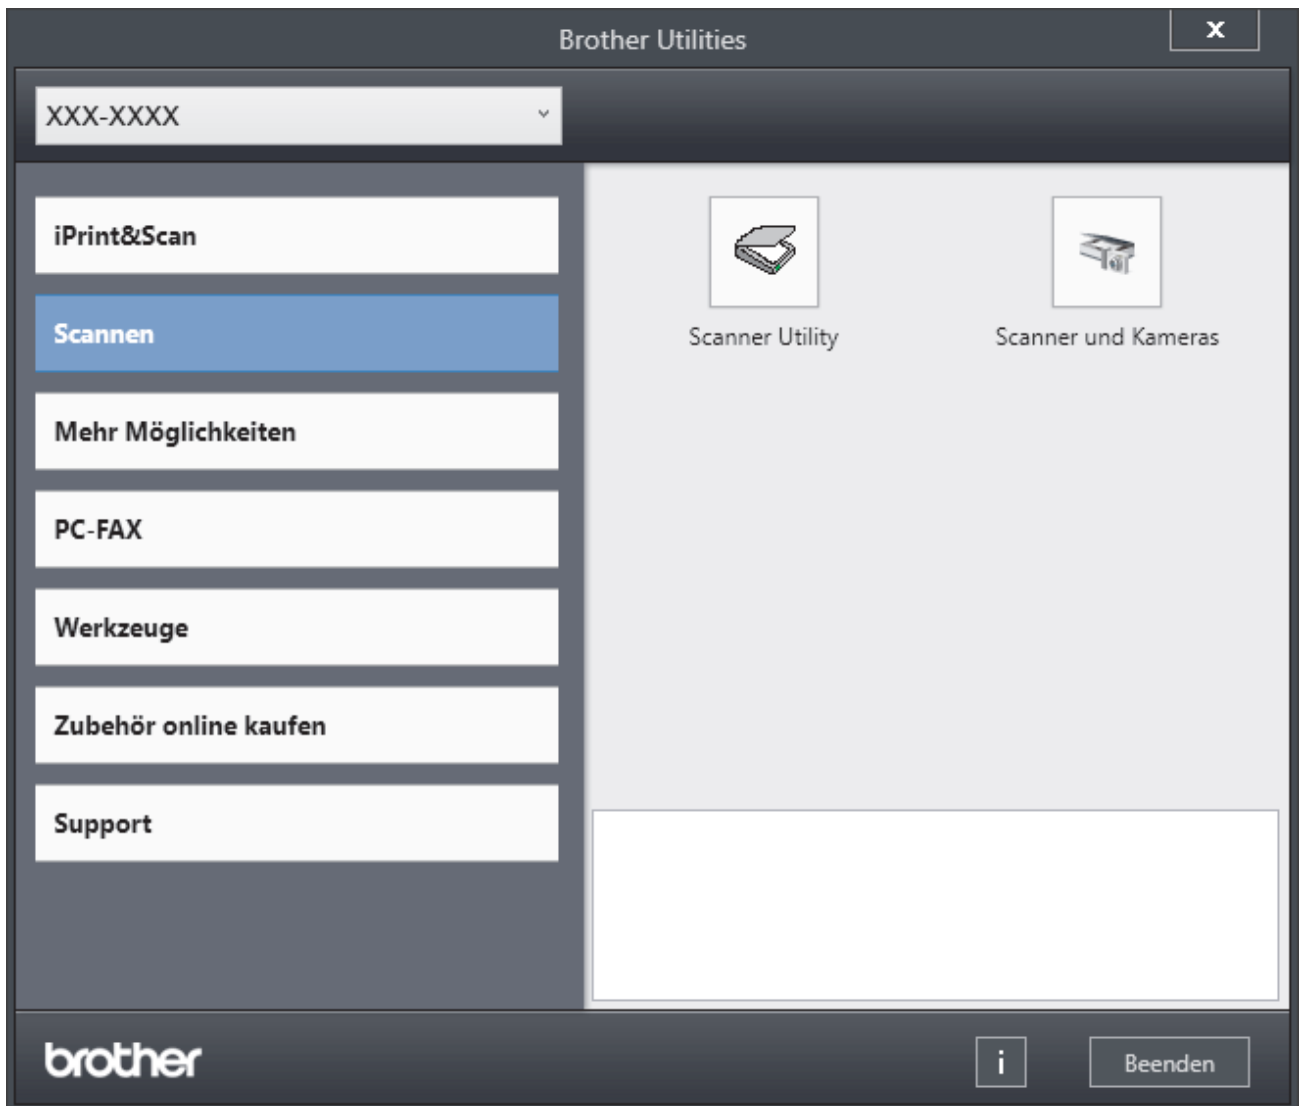 Brother Utilities
X
XXX-XXXX
iPrint&Scan
Scannen
Mehr Möglichkeiten
PC-FAX
Werkzeuge
Zubehör online kaufen
Support
Scanner Utility
Scanner und Kameras
brother
i
Beenden